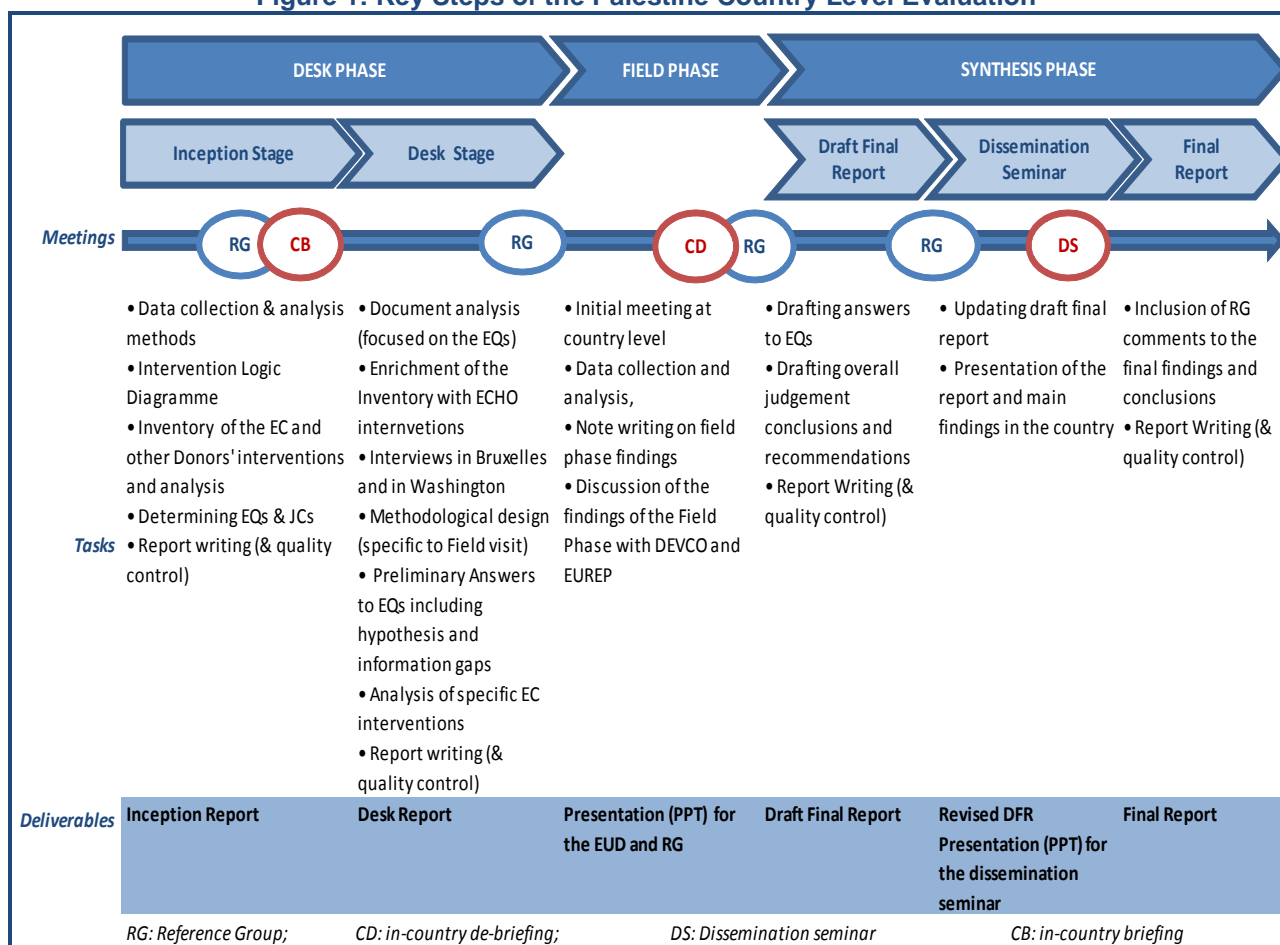 Figure 1: Key Steps of the Palestine Country Level Evaluation
DESK PHASE
FIELD PHASE
SYNTHESIS PHASE
Inception Stage
Desk Stage
Draft Final
Report
Dissemination
Seminar
Final
Report
Meetings
RG
CB
RG
CD
RG
RG
DS
Tasks
• Data collection & analysis
methods
• Intervention Logic
Diagramme
• Inventory of the EC and
other Donors' interventions
and analysis
• Determining EQs & JCs
• Report writing (& quality
control)
• Document analysis
(focused on the EQs)
• Enrichment of the
Inventory with ECHO
internvetions
• Interviews in Bruxelles
and in Washington
• Methodological design
(specific to Field visit)
• Preliminary Answers
to EQs including
hypothesis and
information gaps
• Analysis of specific EC
interventions
• Report writing (&
quality control)
• Initial meeting at
country level
• Data collection and
analysis,
• Note writing on field
phase findings
• Discussion of the
findings of the Field
Phase with DEVCO and
EUREP
• Drafting answers
to EQs
• Drafting overall
judgement
conclusions and
recommendations
• Report Writing (&
quality control)
• Updating draft final
report
• Presentation of the
report and main
findings in the country
• Inclusion of RG
comments to the
final findings and
conclusions
• Report Writing (&
quality control)
Deliverables
Inception Report
Desk Report
Presentation (PPT) for
the EUD and RG
Draft Final Report
Revised DFR
Presentation (PPT) for
the dissemination
seminar
Final Report
RG: Reference Group;
CD: in-country de-briefing;
DS: Dissemination seminar
CB: in-country briefing